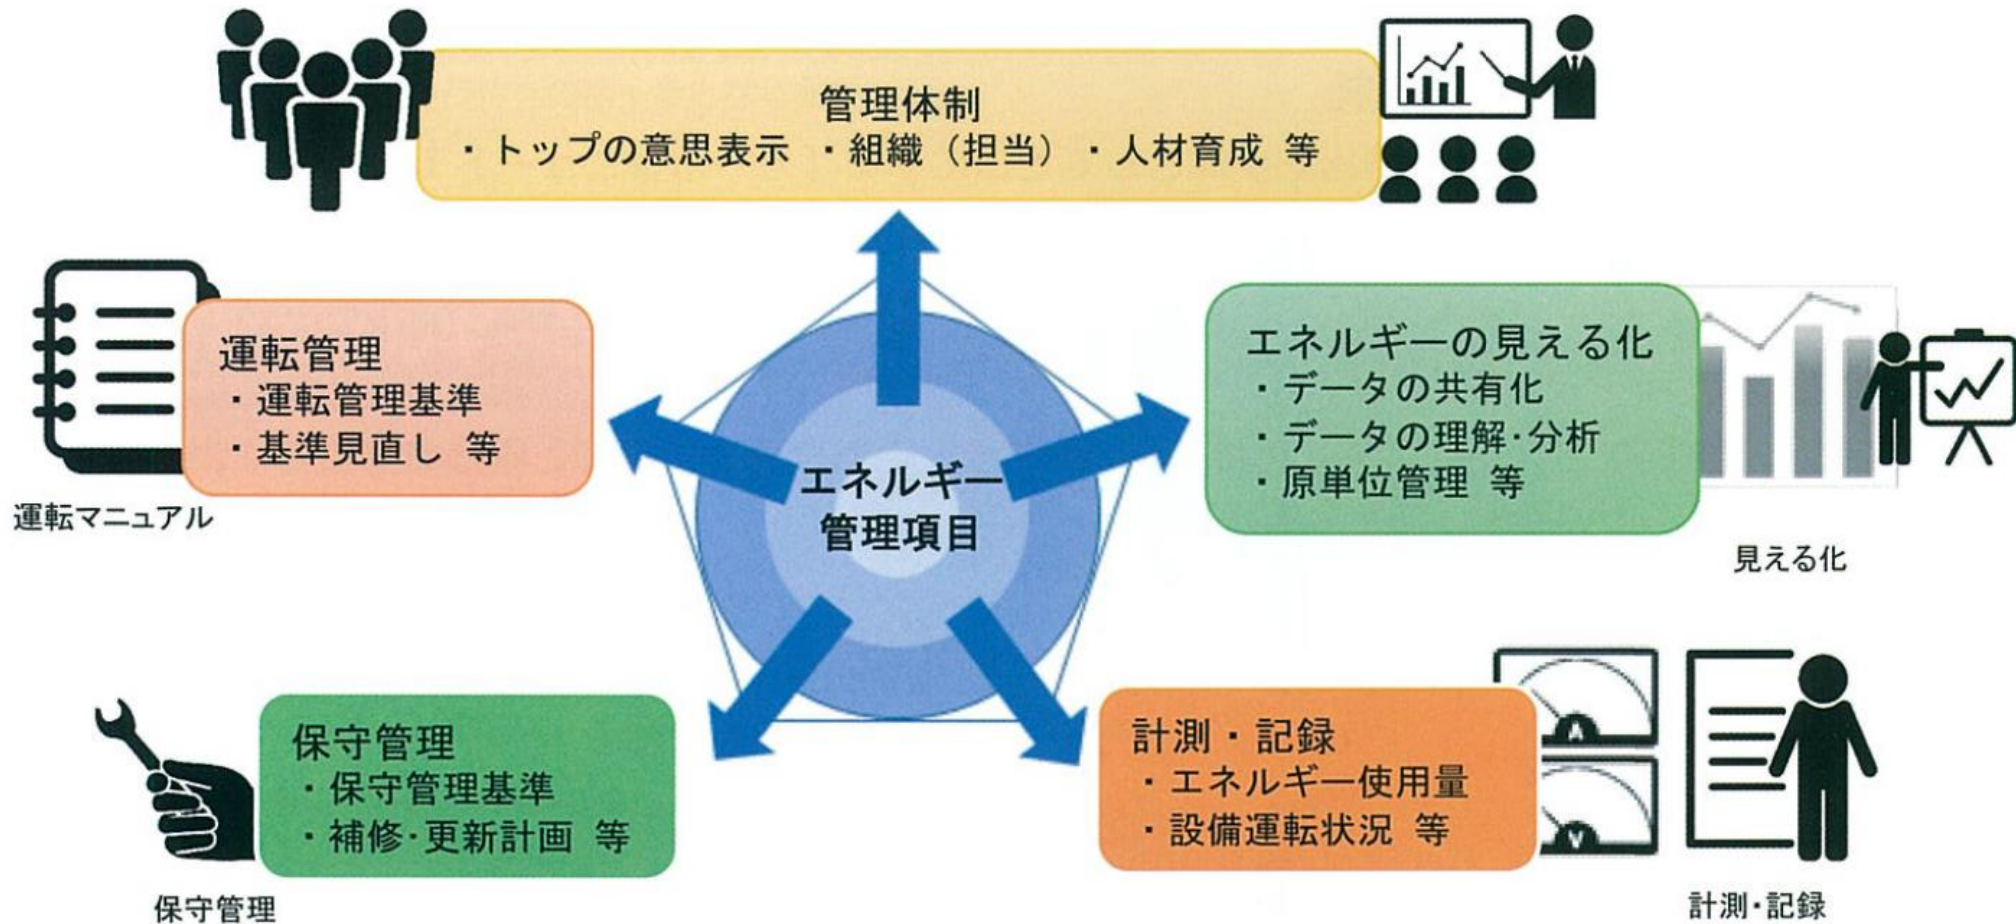 管理体制
・トップの意思表示 ・組織（担当）・人材育成 等
運転管理
・運転管理基準
・基準見直し 等
運転マニュアル
エネルギーの見える化
・データの共有化
・データの理解･分析
・原単位管理 等
見える化
エネルギー
管理項目
保守管理
・保守管理基準
・補修･更新計画 等
保守管理
計測・記録
・エネルギー使用量
・設備運転状況 等
A
V
計測･記録